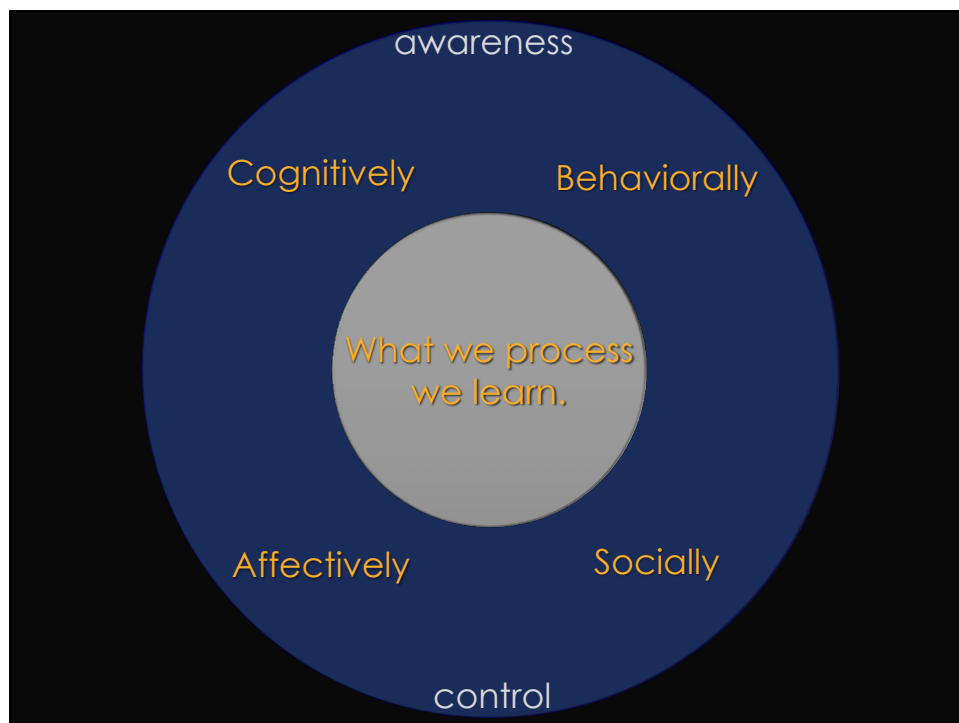 awareness
Cognitively
Behaviorally
What we process
we learn.
Affectively
Socially
control